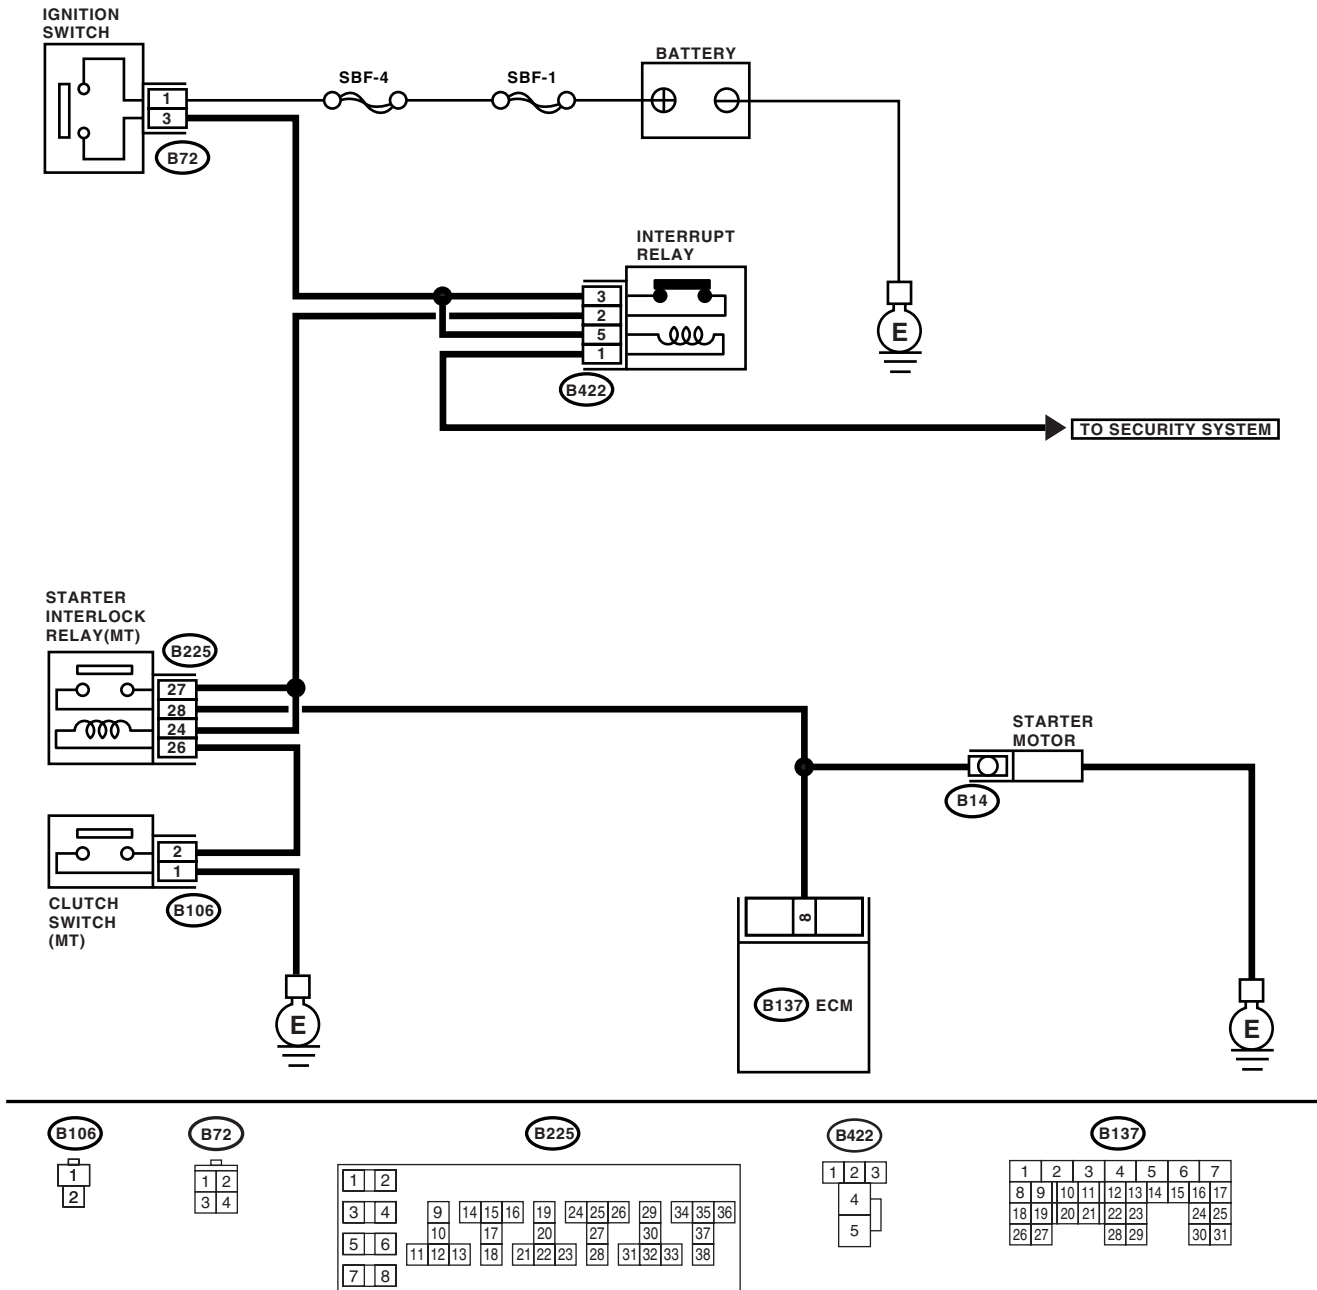 IGNITION
SWITCH
1
3
B72
SBF-4
SBF-1
BATTERY
INTERRUPT
RELAY
3
2
5
1
B422
E
TO SECURITY SYSTEM
STARTER
INTERLOCK
RELAY(MT)
B225
27
28
24
26
STARTER
MOTOR
B14
2
1
B106
CLUTCH
SWITCH
(MT)
E
8
B137 ECM
E
B106
1
2
B72
1 2
3 4
B225
1 2
3 4 9 14 15 16 19 24 25 26 29 34 35 36
10 17 20 27 30 37
5 6 11 12 13 18 21 22 23 28 31 32 33 38
7 8
B422
1 2 3
4
5
B137
1 2 3 4 5 6 7
8 9 10 11 12 13 14 15 16 17
18 19 20 21 22 23 24 25
26 27 28 29 30 31